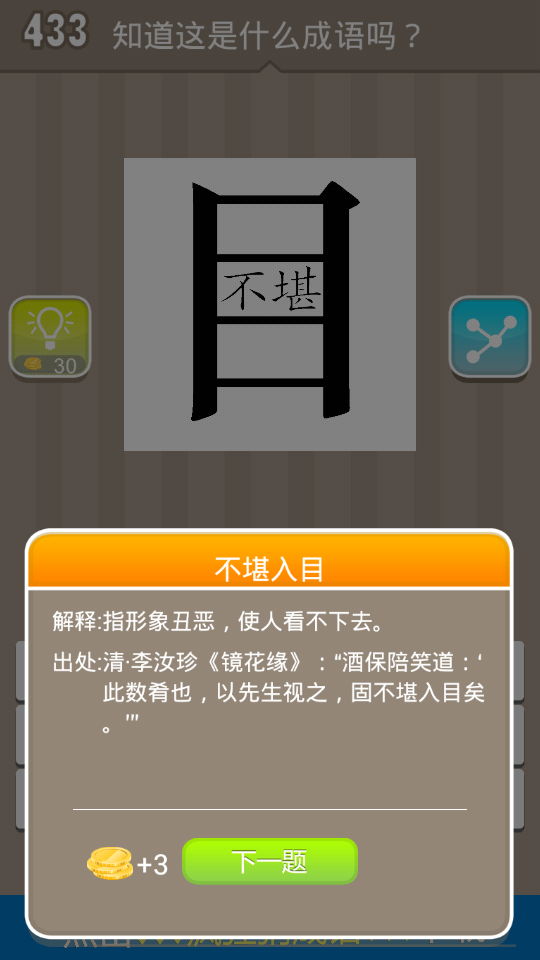 433 知道这是什么成语吗？
目
不堪
30
不堪入目
解释:指形象丑恶，使人看不下去。
出处:清·李汝珍《镜花缘》：“酒保陪笑道：‘
此数肴也，以先生视之，固不堪入目矣
。’”
+3 下一题